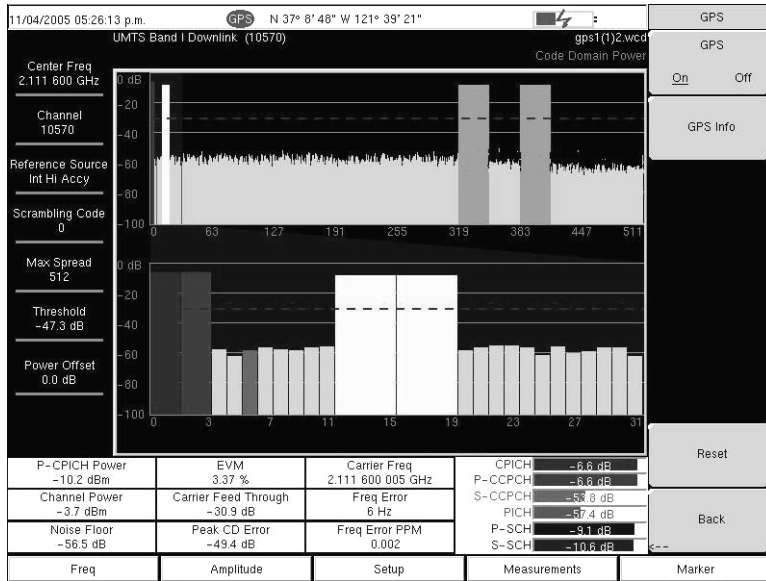 11/04/2005 05:26:13 p.m.
GPS
N 37° 8' 48" W 121° 39' 21"
GPS
UMTS Band I Downlink (10570)
gps1(1)2.wcd
Code Domain Power
GPS
On Off
GPS Info
Reset
Back
<--
Center Freq
2.111 600 GHz
Channel
10570
Reference Source
Int Hi Accy
Scrambling Code
0
Max Spread
512
Threshold
-47.3 dB
Power Offset
0.0 dB
0 dB
-20
-40
-60
-80
-100
0 63 127 191 255 319 383 447 511
0 dB
-20
-40
-60
-80
-100
0 3 7 11 15 19 23 27 31
P-CPICH Power
-10.2 dBm
EVM
3.37 %
Carrier Freq
2.111 600 005 GHz
Channel Power
-3.7 dBm
Carrier Feed Through
-30.9 dB
Freq Error
6 Hz
Noise Floor
-56.5 dB
Peak CD Error
-49.4 dB
Freq Error PPM
0.002
CPICH -6.6 dB
P-CCPCH -6.6 dB
S-CCPCH -53.8 dB
PICH -57.4 dB
P-SCH -9.1 dB
S-SCH -10.6 dB
Freq
Amplitude
Setup
Measurements
Marker